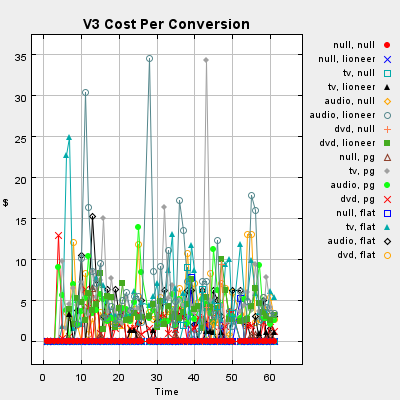 V3 Cost Per Conversion
35
30
25
20
15
10
5
0
$
0 10 20 30 40 50 60
Time
null, null
null, lioneer
tv, null
tv, lioneer
audio, null
audio, lioneer
dvd, null
dvd, lioneer
null, pg
tv, pg
audio, pg
dvd, pg
null, flat
tv, flat
audio, flat
dvd, flat